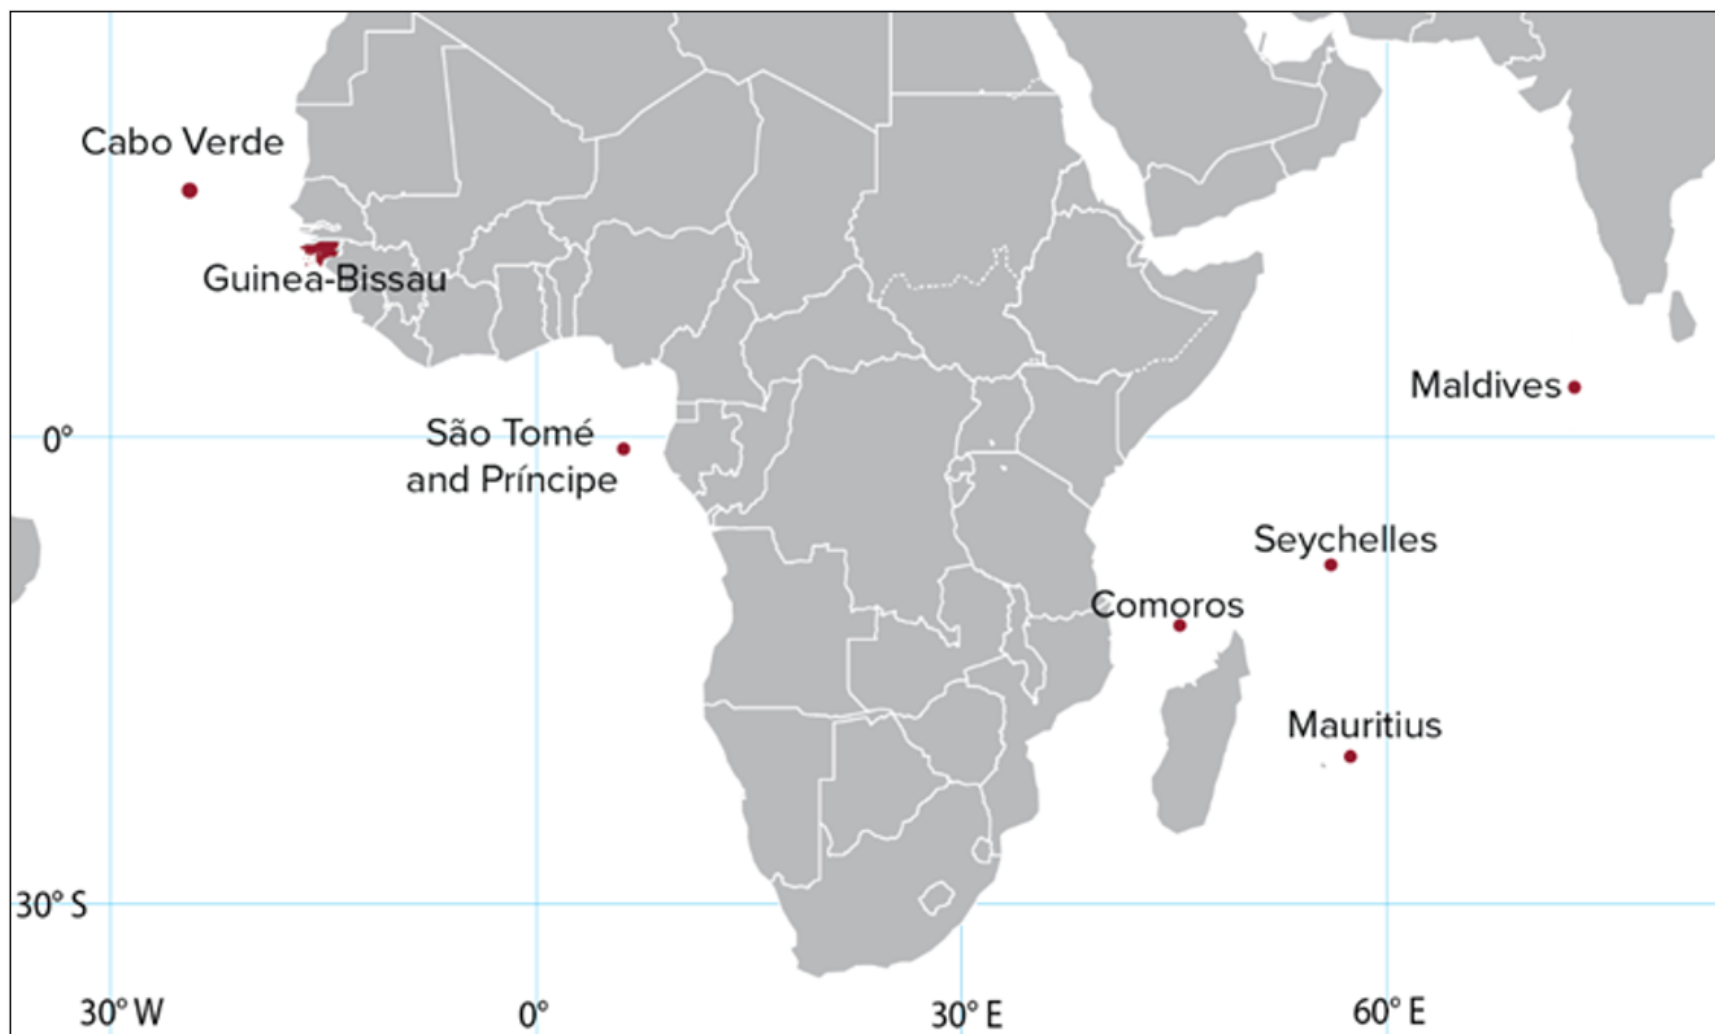 Cabo Verde
Guinea-Bissau
Maldives
0°
São Tomé
and Príncipe
Seychelles
Comoros
Mauritius
30° S
30° W
0°
30° E
60° E